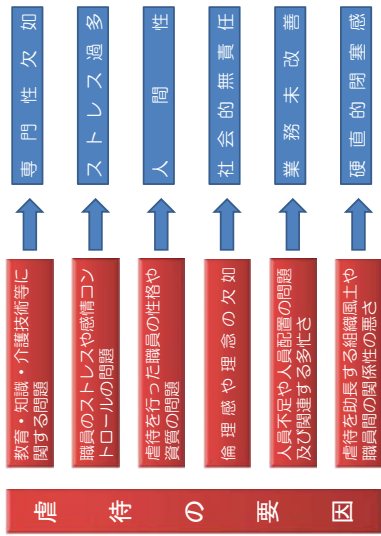 虐待の要因
教育・知識・介護技術等に
関する問題
専門性欠如
職員のストレスや感情コン
トロールの問題
ストレス過多
虐待を行った職員の性格や
資質の問題
人間性
倫理感や理念の欠如
社会的無責任
人員不足や人員配置の問題
及び関連する多忙さ
業務未改善
虐待を助長する組織風土や
職員間の関係性の悪さ
硬直的閉塞感